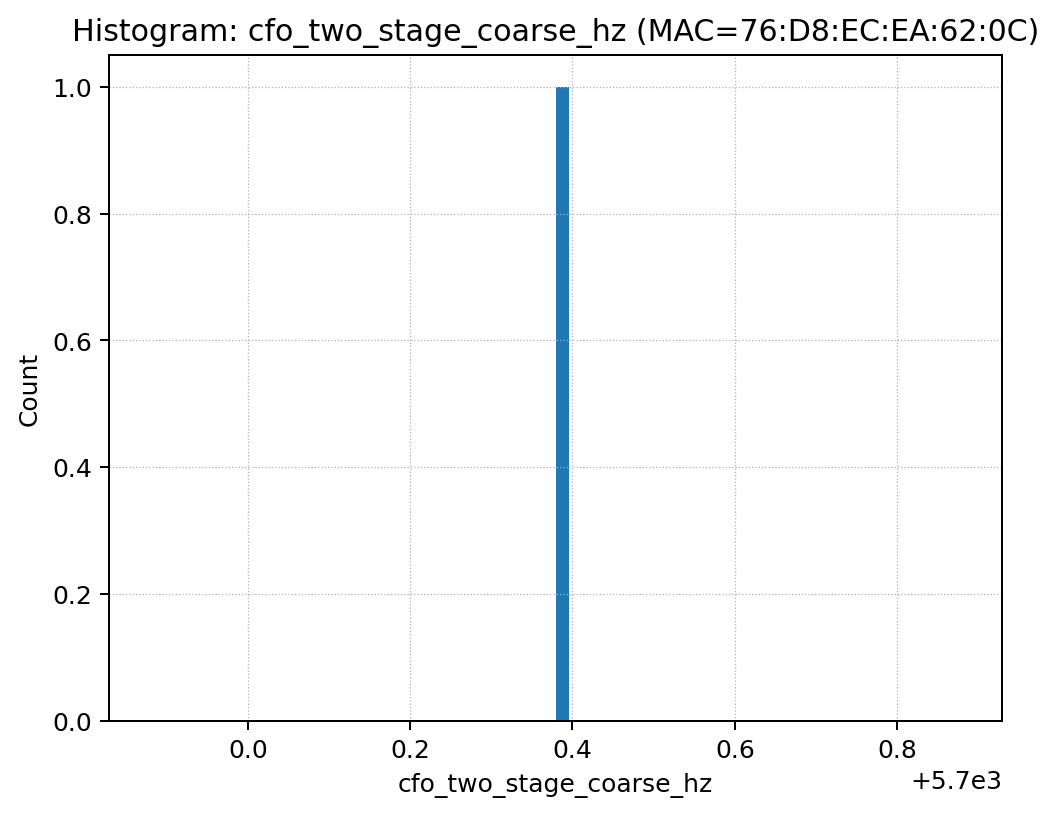 Histogram: cfo_two_stage_coarse_hz (MAC=76:D8:EC:EA:62:0C)
1.0
0.8
0.6
0.4
0.2
0.0
Count
0.0 0.2 0.4 0.6 0.8
cfo_two_stage_coarse_hz
+5.7e3